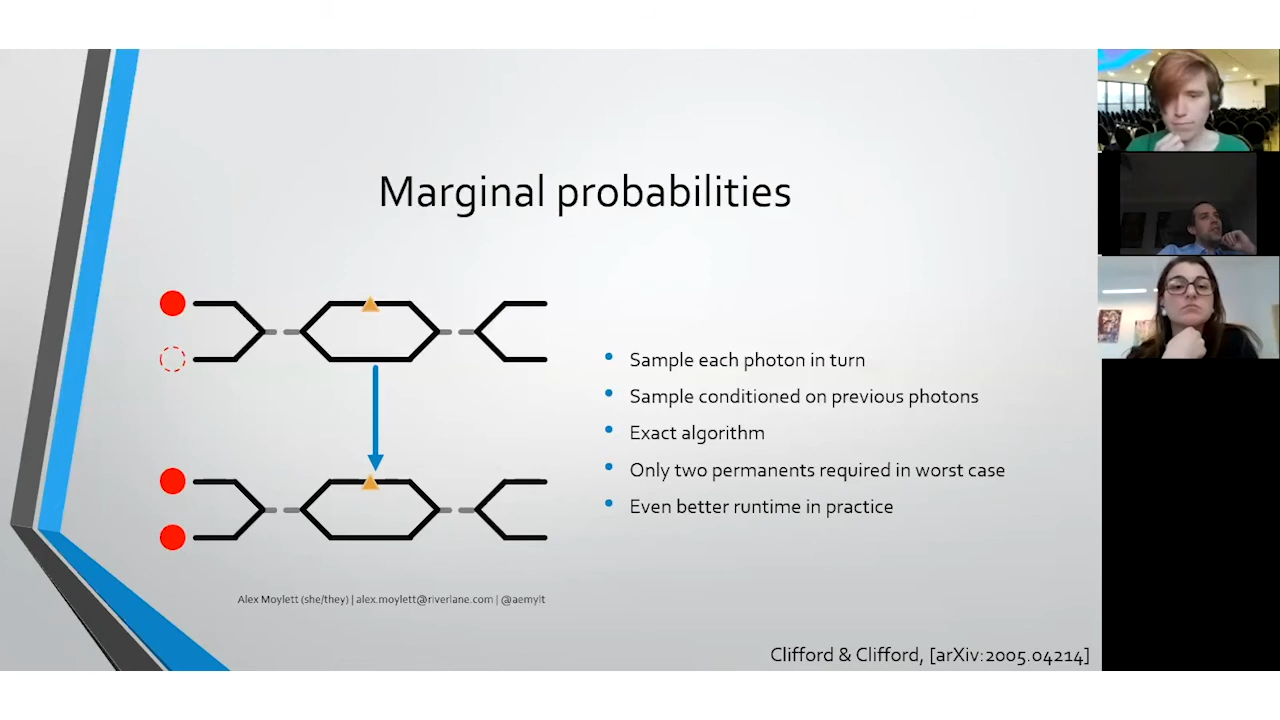 Marginal probabilities
Sample each photon in turn
Sample conditioned on previous photons
Exact algorithm
Only two permanents required in worst case
Even better runtime in practice
Alex Moylett (she/they) | alex.moylett@riverlane.com | @aemylt
Clifford & Clifford, [arXiv:2005.04214]